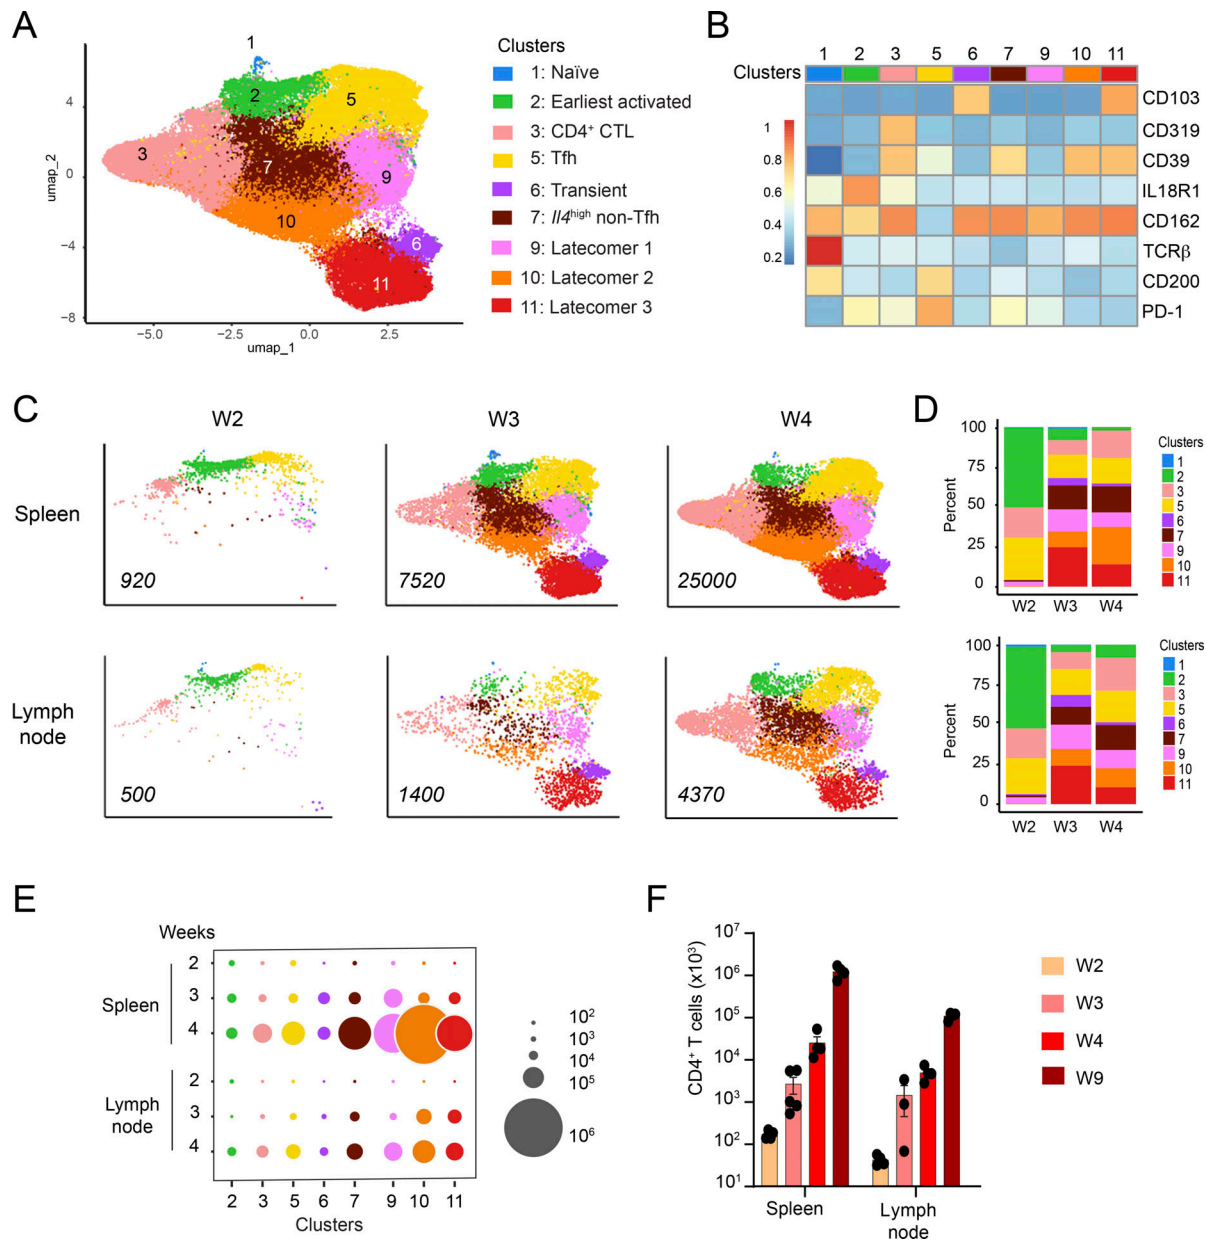 A
1
2
5
3
7
9
10
6
11
4
0
−4
−8
umap_2
−5.0
−2.5
0.0
2.5
umap_1
Clusters
1: Naïve
2: Earliest activated
3: CD4⁺ CTL
5: Tfh
6: Transient
7: Il4ʰⁱᵍʰ non-Tfh
9: Latecomer 1
10: Latecomer 2
11: Latecomer 3
B
1 2 3 5 6 7 9 10 11
Clusters
1
0.8
0.6
0.4
0.2
CD103
CD319
CD39
IL18R1
CD162
TCRβ
CD200
PD-1
C
W2 W3 W4
Spleen
920
7520
25000
Lymph
node
500
1400
4370
D
100
75
50
25
0
Percent
W2 W3 W4
Clusters
1
2
3
5
6
7
9
10
11
100
75
50
25
0
Percent
W2 W3 W4
Clusters
1
2
3
5
6
7
9
10
11
E
Weeks
Spleen
2
3
4
Lymph
node
2
3
4
2 3 5 6 7 9 10 11
Clusters
10²
10³
10⁴
10⁵
10⁶
F
CD4⁺ T cells (x10³)
10⁷
10⁶
10⁵
10⁴
10³
10²
10¹
Spleen
Lymph
node
W2
W3
W4
W9